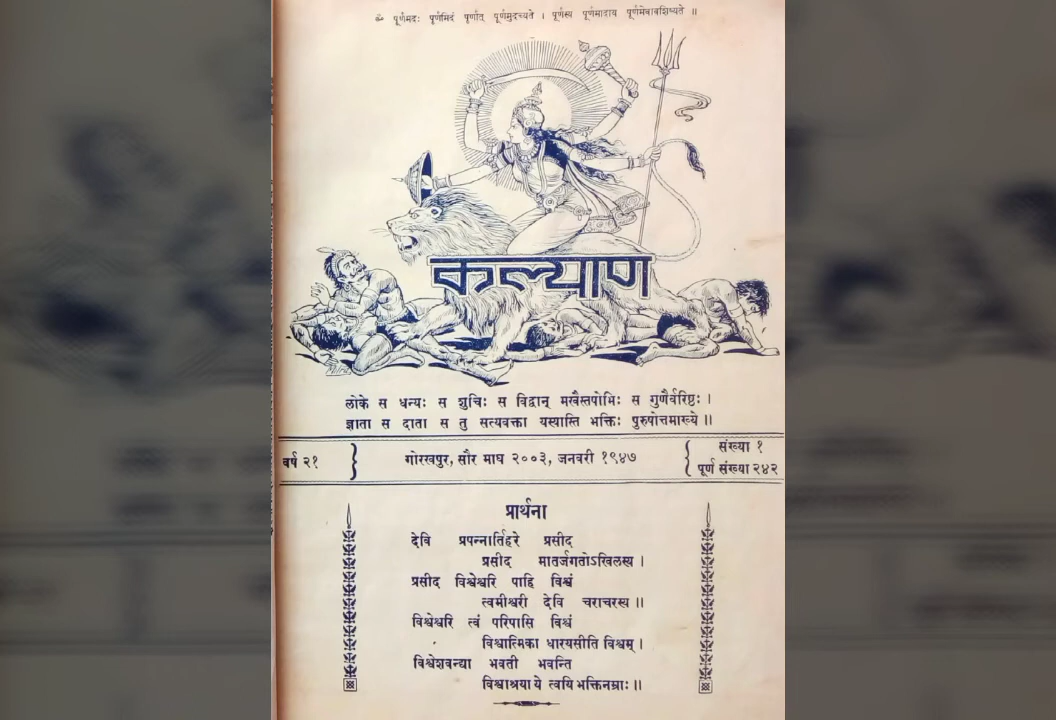 ॐ पूर्णमदः पूर्णमिदं पूर्णात् पूर्णमुदच्यते । पूर्णस्य पूर्णमादाय पूर्णमेवावशिष्यते ॥
कल्याण
लोके स धन्यः स शुचिः स विद्वान् मखैस्तपोभिः स गुणैर्वरिष्ठः ।
ज्ञाता स दाता स तु सत्यवक्ता यस्यास्ति भक्तिः पुरुषोत्तमाख्ये ॥
वर्ष २१
गोरखपुर, सौर माघ २००३, जनवरी १९४७
संख्या १
पूर्ण संख्या २४२
प्रार्थना
देवि प्रपन्नार्तिहरे प्रसीद
प्रसीद मातर्जगतोऽखिलस्य ।
प्रसीद विश्वेश्वरि पाहि विश्वं
त्वमीश्वरी देवि चराचरस्य ॥
विश्वेश्वरि त्वं परिपासि विश्वं
विश्वात्मिका धारयसीति विश्वम् ।
विश्वेशवन्द्या भवती भवन्ति
विश्वाश्रया ये त्वयि भक्तिनम्राः ॥